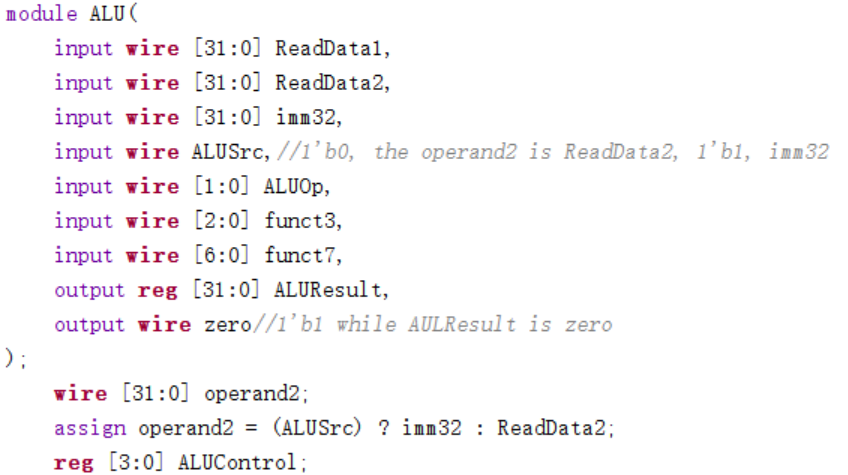 module ALU(
input wire [31:0] ReadData1,
input wire [31:0] ReadData2,
input wire [31:0] imm32,
input wire ALUSrc,//1'b0, the operand2 is ReadData2, 1'b1, imm32
input wire [1:0] ALUOp,
input wire [2:0] funct3,
input wire [6:0] funct7,
output reg [31:0] ALUResult,
output wire zero//1'b1 while AULResult is zero
);
wire [31:0] operand2;
assign operand2 = (ALUSrc) ? imm32 : ReadData2;
reg [3:0] ALUControl;